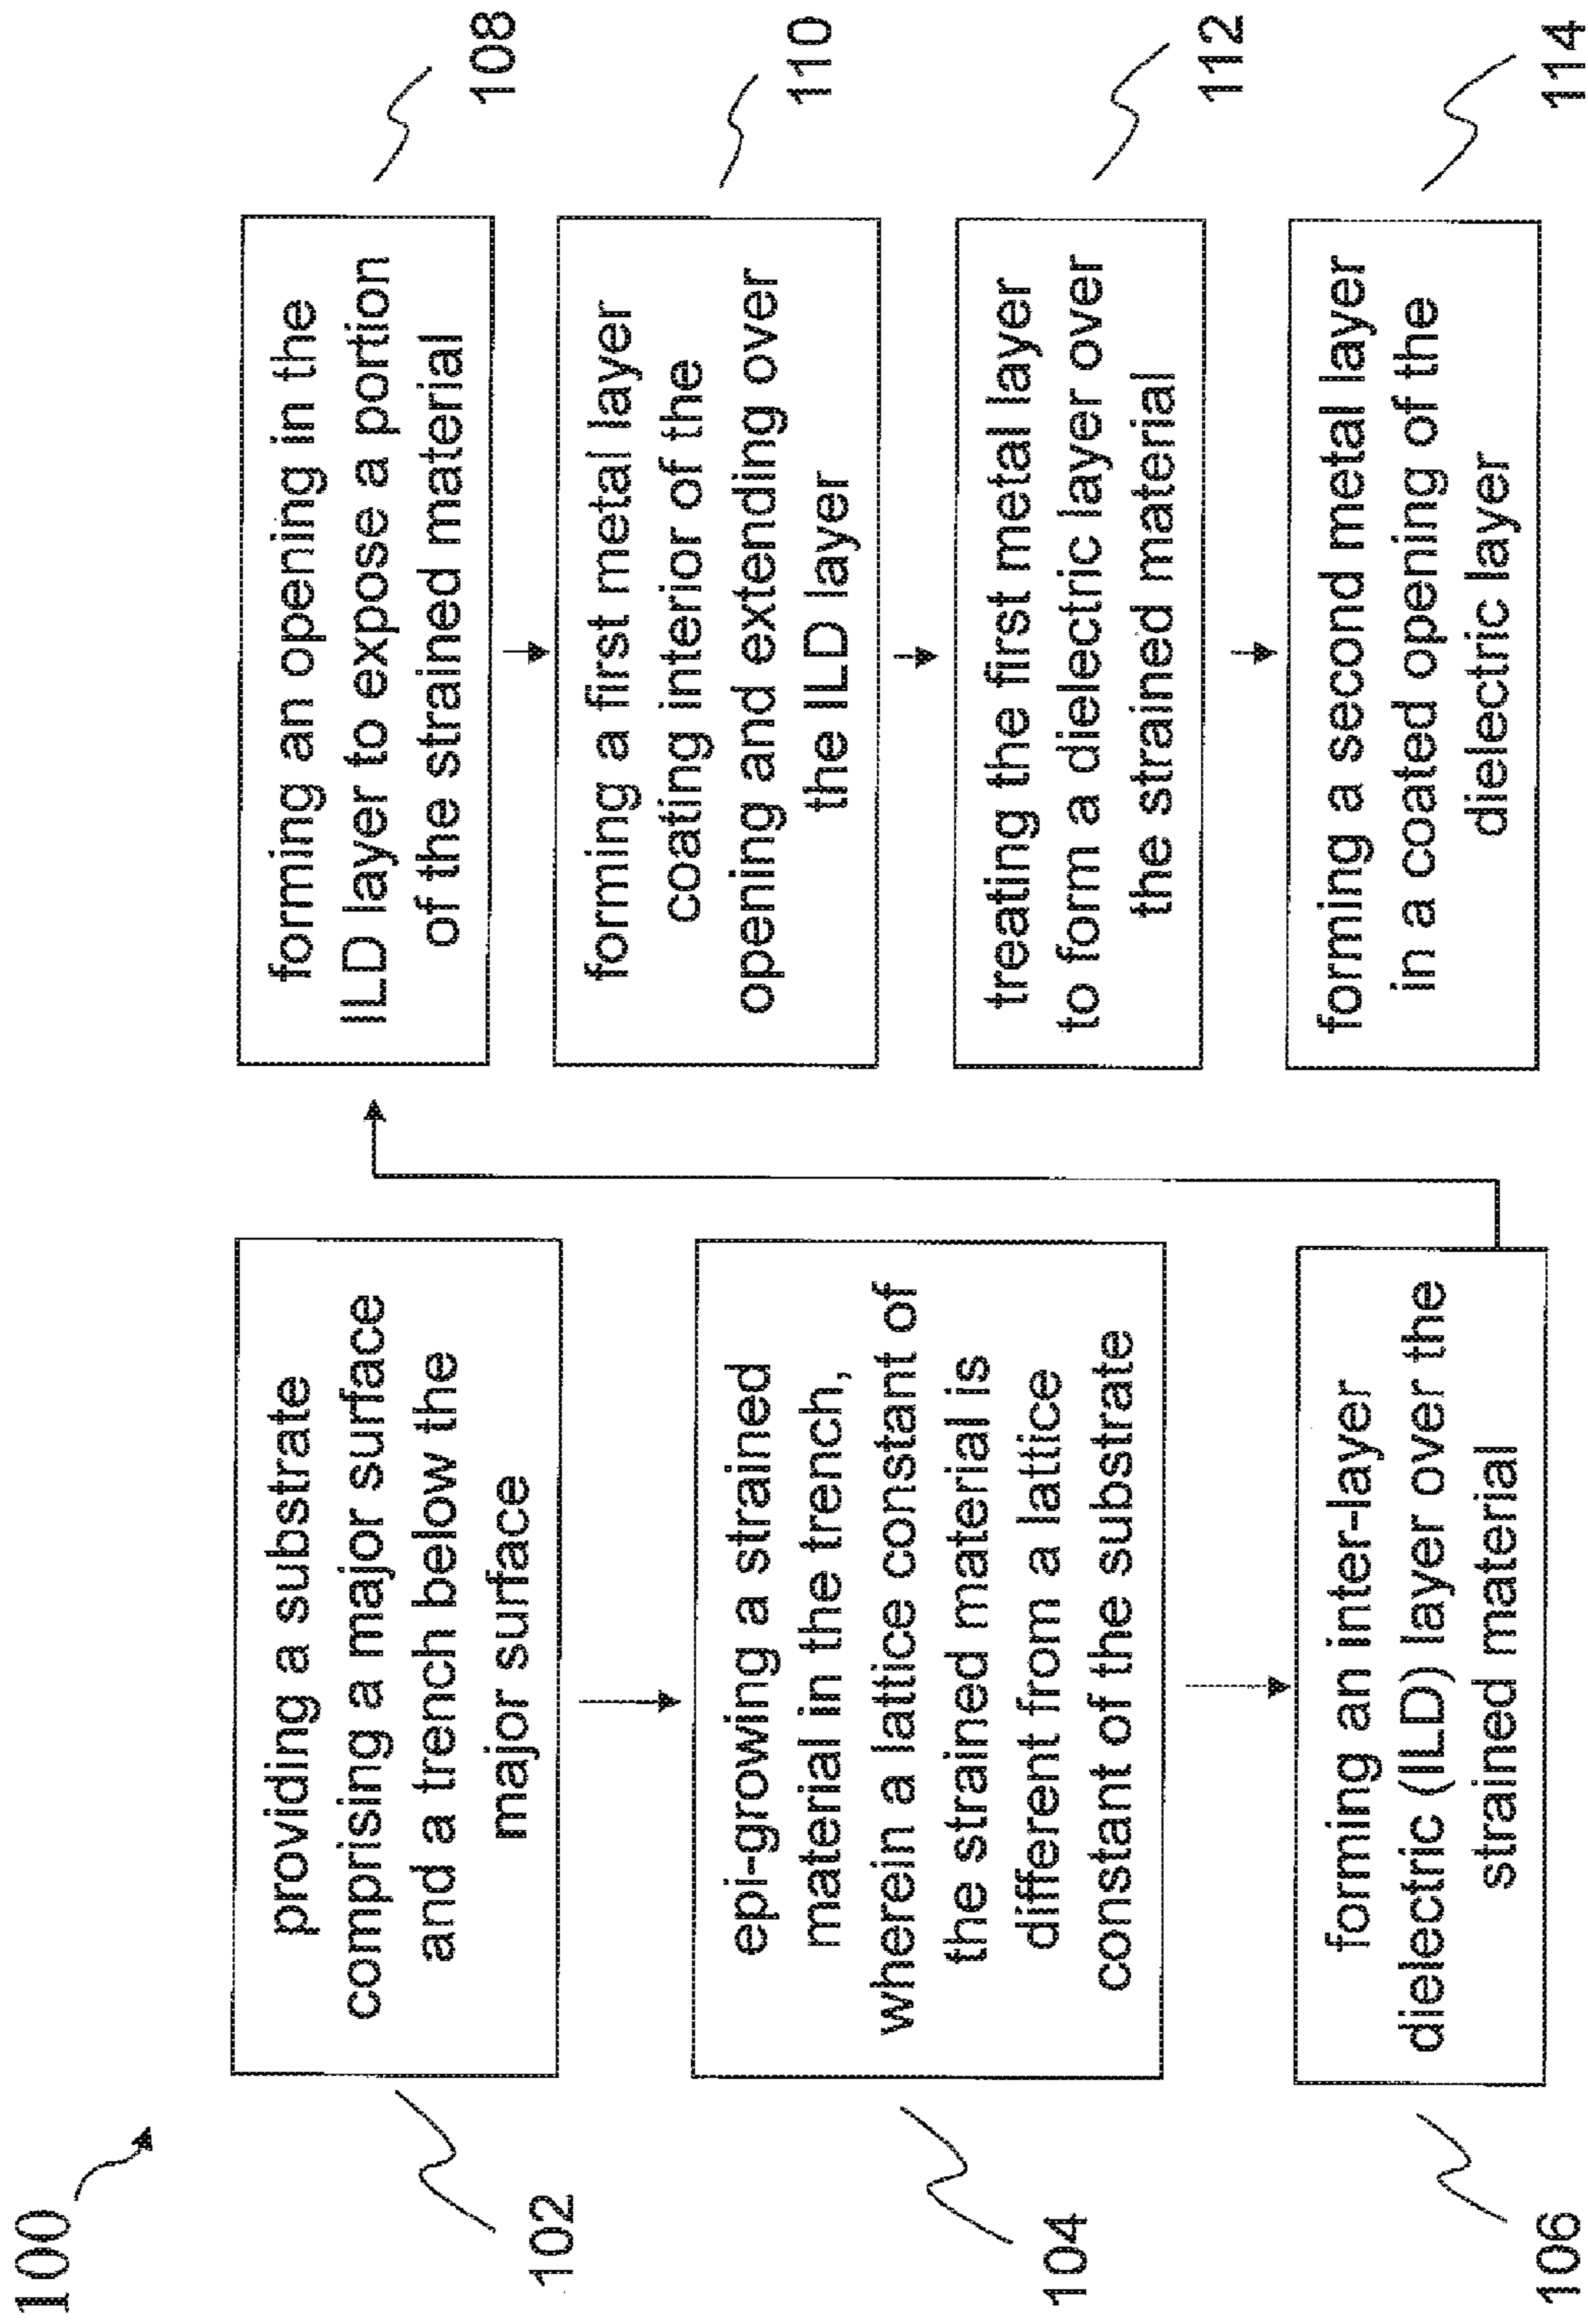 100
102
providing a substrate
comprising a major surface
and a trench below the
major surface
104
epi-growing a strained
material in the trench,
wherein a lattice constant of
the strained material is
different from a lattice
constant of the substrate
106
forming an inter-layer
dielectric (ILD) layer over the
strained material
forming an opening in the
ILD layer to expose a portion
of the strained material
108
forming a first metal layer
coating interior of the
opening and extending over
the ILD layer
110
treating the first metal layer
to form a dielectric layer over
the strained material
112
forming a second metal layer
in a coated opening of the
dielectric layer
114